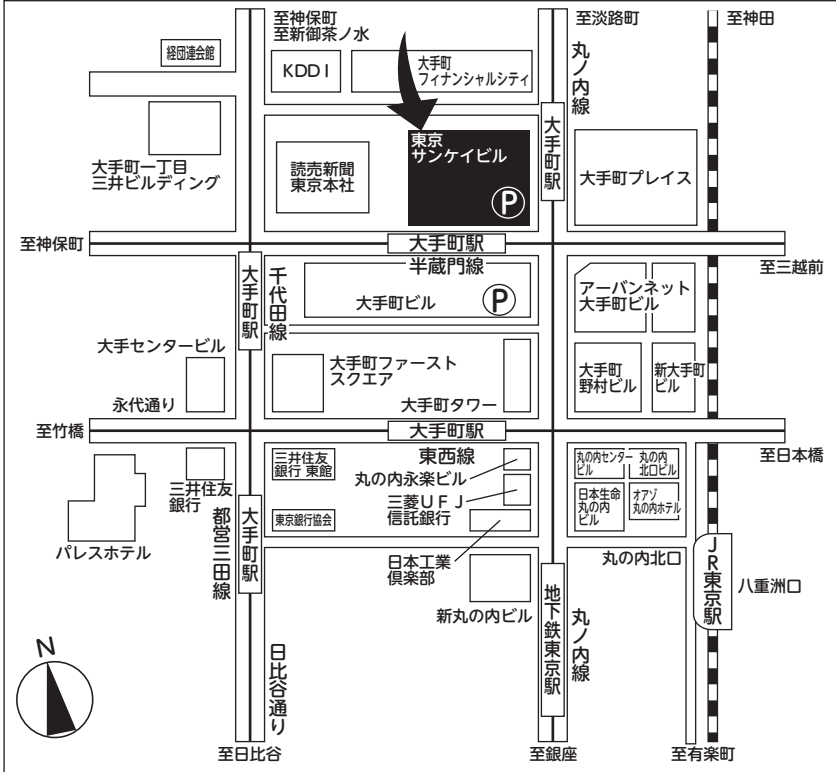 至神保町
至新御茶ノ水
至淡路町
至神田
経団連会館
KDDI
大手町
フィナンシャルシティ
丸ノ内線
大手町駅
東京
サンケイビル
P
大手町一丁目
三井ビルディング
読売新聞
東京本社
大手町プレイス
至神保町
大手町駅
至三越前
半蔵門線
大手町駅
千代田線
大手町ビル
P
アーバンネット
大手町ビル
大手センタービル
大手町ファースト
スクエア
大手町
野村ビル
新大手町
ビル
永代通り
大手町タワー
至竹橋
大手町駅
至日本橋
東西線
三井住友
銀行 東館
丸の内永楽ビル
丸の内センター
ビル
丸の内
北口ビル
三井住友
銀行
三菱UFJ
信託銀行
日本生命
丸の内
ビル
オアゾ
丸の内ホテル
都営三田線
大手町駅
東京銀行協会
パレスホテル
日本工業
倶楽部
丸の内北口
JR東京駅
八重洲口
新丸の内ビル
地下鉄東京駅
丸ノ内線
N
日比谷通り
至日比谷
至銀座
至有楽町